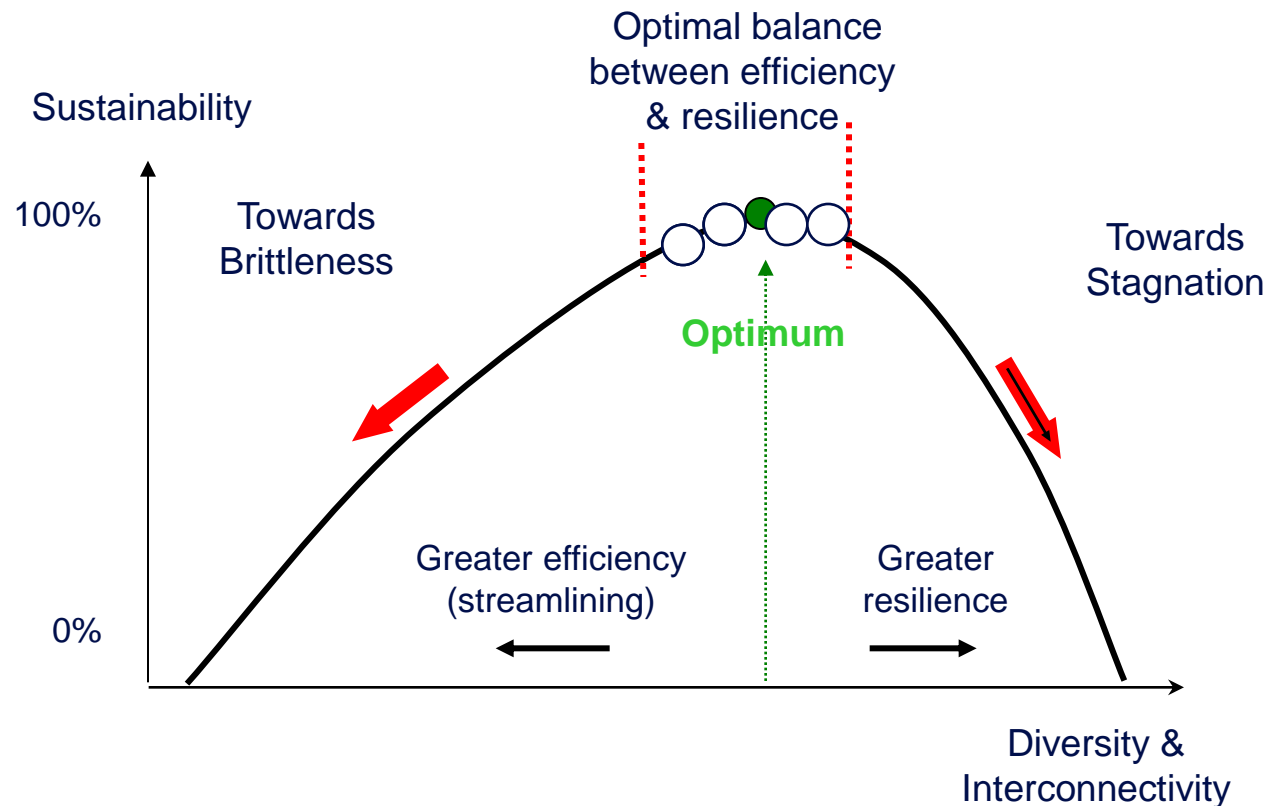 Optimal balance
between efficiency
& resilience
Sustainability
100%
Towards
Brittleness
Towards
Stagnation
Optimum
Greater efficiency
(streamlining)
Greater
resilience
0%
Diversity &
Interconnectivity